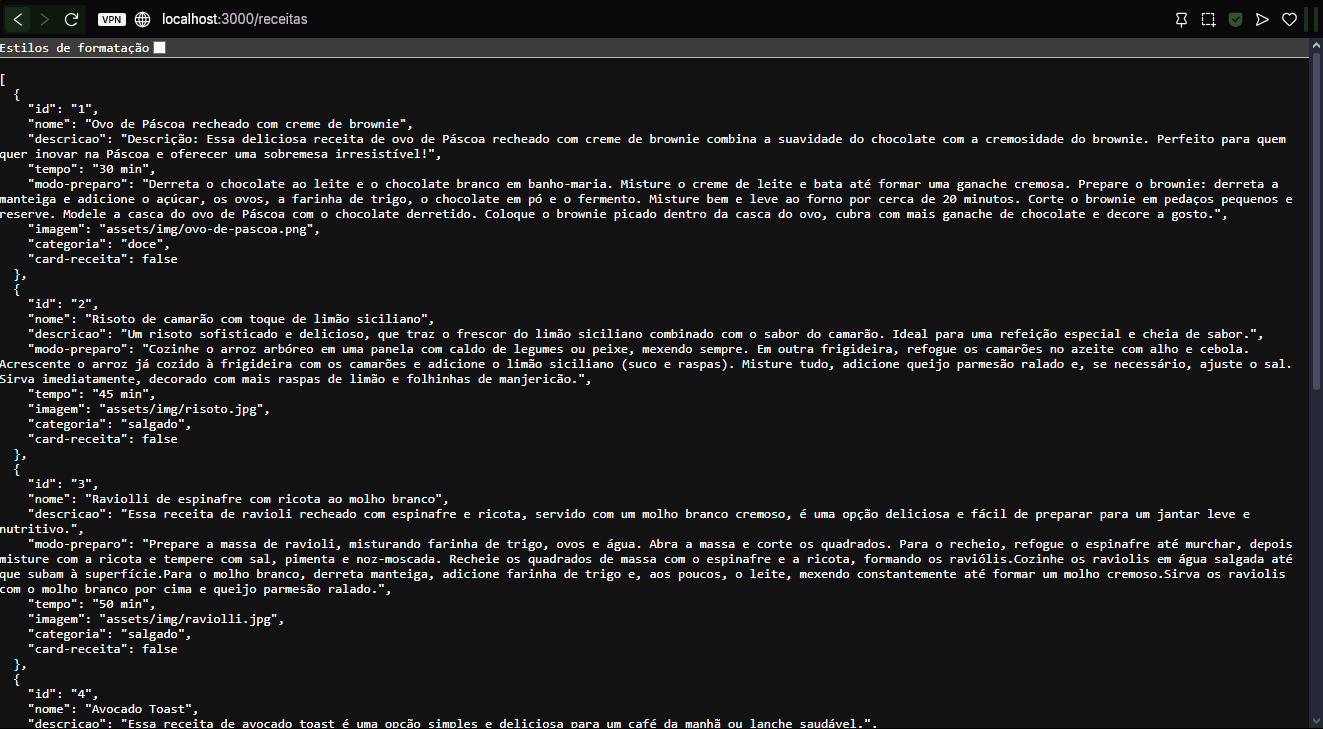 VPN localhost:3000/receitas
Estilos de formatação
[
  {
    "id": "1",
    "nome": "Ovo de Páscoa recheado com creme de brownie",
    "descricao": "Descrição: Essa deliciosa receita de ovo de Páscoa recheado com creme de brownie combina a suavidade do chocolate com a cremosidade do brownie. Perfeito para quem
quer inovar na Páscoa e oferecer uma sobremesa irresistível!",
    "tempo": "30 min",
    "modo-preparo": "Derreta o chocolate ao leite e o chocolate branco em banho-maria. Misture o creme de leite e bata até formar uma ganache cremosa. Prepare o brownie: derreta a
manteiga e adicione o açúcar, os ovos, a farinha de trigo, o chocolate em pó e o fermento. Misture bem e leve ao forno por cerca de 20 minutos. Corte o brownie em pedaços pequenos e
reserve. Modele a casca do ovo de Páscoa com o chocolate derretido. Coloque o brownie picado dentro da casca do ovo, cubra com mais ganache de chocolate e decore a gosto.",
    "imagem": "assets/img/ovo-de-pascoa.png",
    "categoria": "doce",
    "card-receita": false
  },
  {
    "id": "2",
    "nome": "Risoto de camarão com toque de limão siciliano",
    "descricao": "Um risoto sofisticado e delicioso, que traz o frescor do limão siciliano combinado com o sabor do camarão. Ideal para uma refeição especial e cheia de sabor.",
    "modo-preparo": "Cozinhe o arroz arbóreo em uma panela com caldo de legumes ou peixe, mexendo sempre. Em outra frigideira, refogue os camarões no azeite com alho e cebola.
Acrescente o arroz já cozido à frigideira com os camarões e adicione o limão siciliano (suco e raspas). Misture tudo, adicione queijo parmesão ralado e, se necessário, ajuste o sal.
Sirva imediatamente, decorado com mais raspas de limão e folhinhas de manjericão.",
    "tempo": "45 min",
    "imagem": "assets/img/risoto.jpg",
    "categoria": "salgado",
    "card-receita": false
  },
  {
    "id": "3",
    "nome": "Raviolli de espinafre com ricota ao molho branco",
    "descricao": "Essa receita de ravioli recheado com espinafre e ricota, servido com um molho branco cremoso, é uma opção deliciosa e fácil de preparar para um jantar leve e
nutritivo.",
    "modo-preparo": "Prepare a massa de ravioli, misturando farinha de trigo, ovos e água. Abra a massa e corte os quadrados. Para o recheio, refogue o espinafre até murchar, depois
misture com a ricota e tempere com sal, pimenta e noz-moscada. Recheie os quadrados de massa com o espinafre e a ricota, formando os raviólis.Cozinhe os raviolis em água salgada até
que subam à superfície.Para o molho branco, derreta manteiga, adicione farinha de trigo e, aos poucos, o leite, mexendo constantemente até formar um molho cremoso.Sirva os raviolis
com o molho branco por cima e queijo parmesão ralado.",
    "tempo": "50 min",
    "imagem": "assets/img/raviolli.jpg",
    "categoria": "salgado",
    "card-receita": false
  },
  {
    "id": "4",
    "nome": "Avocado Toast",
    "descricao": "Essa receita de avocado toast é uma opção simples e deliciosa para um café da manhã ou lanche saudável.",